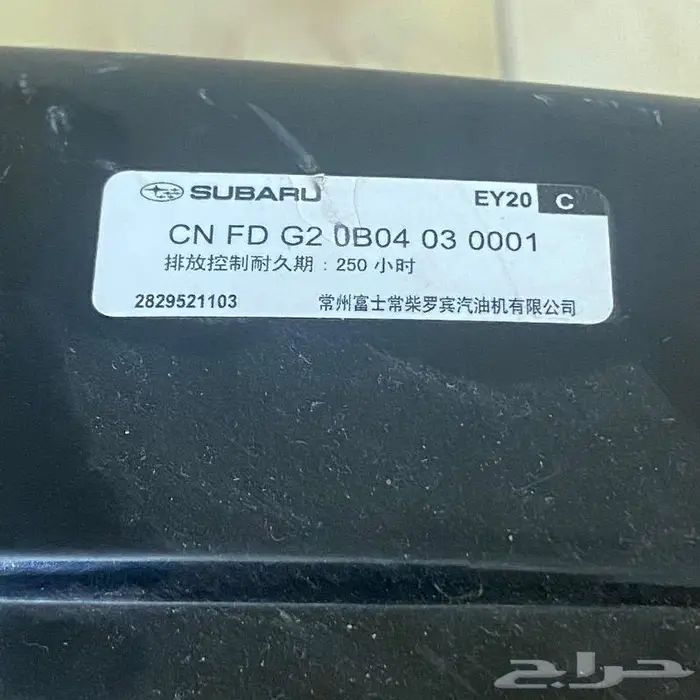 SUBARU EY20 C
CN FD G2 0B04 03 0001
排放控制耐久期：250 小时
2829521103 常州富士常柴罗宾汽油机有限公司
حراج